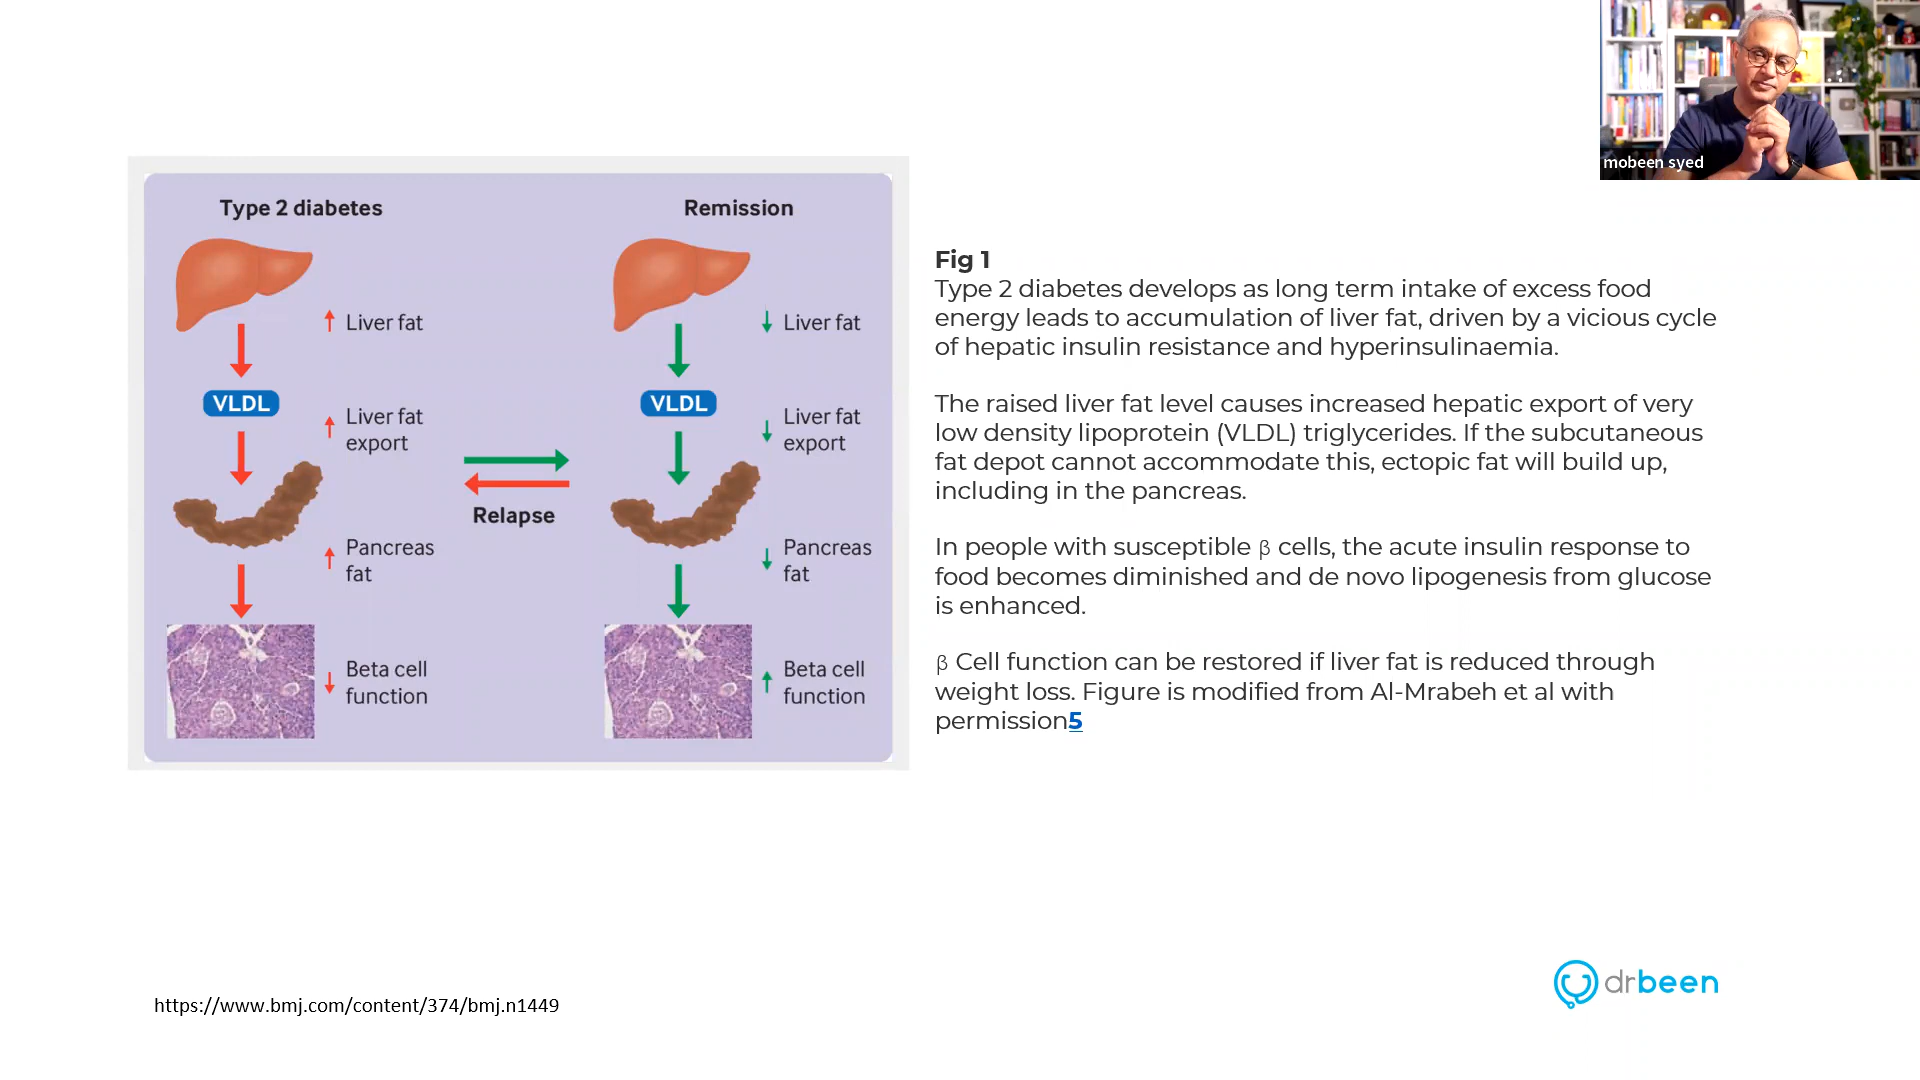 mobeen syed
Type 2 diabetes
Remission
Liver fat
Liver fat
VLDL
VLDL
Liver fat
export
Liver fat
export
Relapse
Pancreas
fat
Pancreas
fat
Beta cell
function
Beta cell
function
Fig 1
Type 2 diabetes develops as long term intake of excess food
energy leads to accumulation of liver fat, driven by a vicious cycle
of hepatic insulin resistance and hyperinsulinaemia.
The raised liver fat level causes increased hepatic export of very
low density lipoprotein (VLDL) triglycerides. If the subcutaneous
fat depot cannot accommodate this, ectopic fat will build up,
including in the pancreas.
In people with susceptible β cells, the acute insulin response to
food becomes diminished and de novo lipogenesis from glucose
is enhanced.
β Cell function can be restored if liver fat is reduced through
weight loss. Figure is modified from Al-Mrabeh et al with
permission5
https://www.bmj.com/content/374/bmj.n1449
drbeen